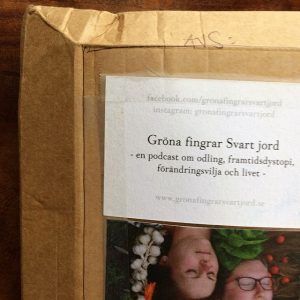 AVS:
facebook.com/gronafingrarsvartjord
instagram: gronafingrarsvartjord
Gröna fingrar Svart jord
- en podcast om odling, framtidsdystopi,
förändringsvilja och livet -
www.gronafingrarsvartjord.se